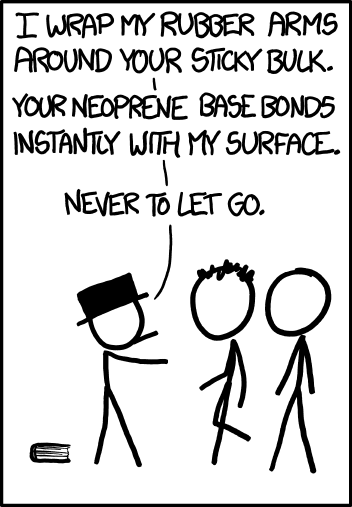 I WRAP MY RUBBER ARMS
AROUND YOUR STICKY BULK.
YOUR NEOPRENE BASE BONDS
INSTANTLY WITH MY SURFACE.
NEVER TO LET GO.